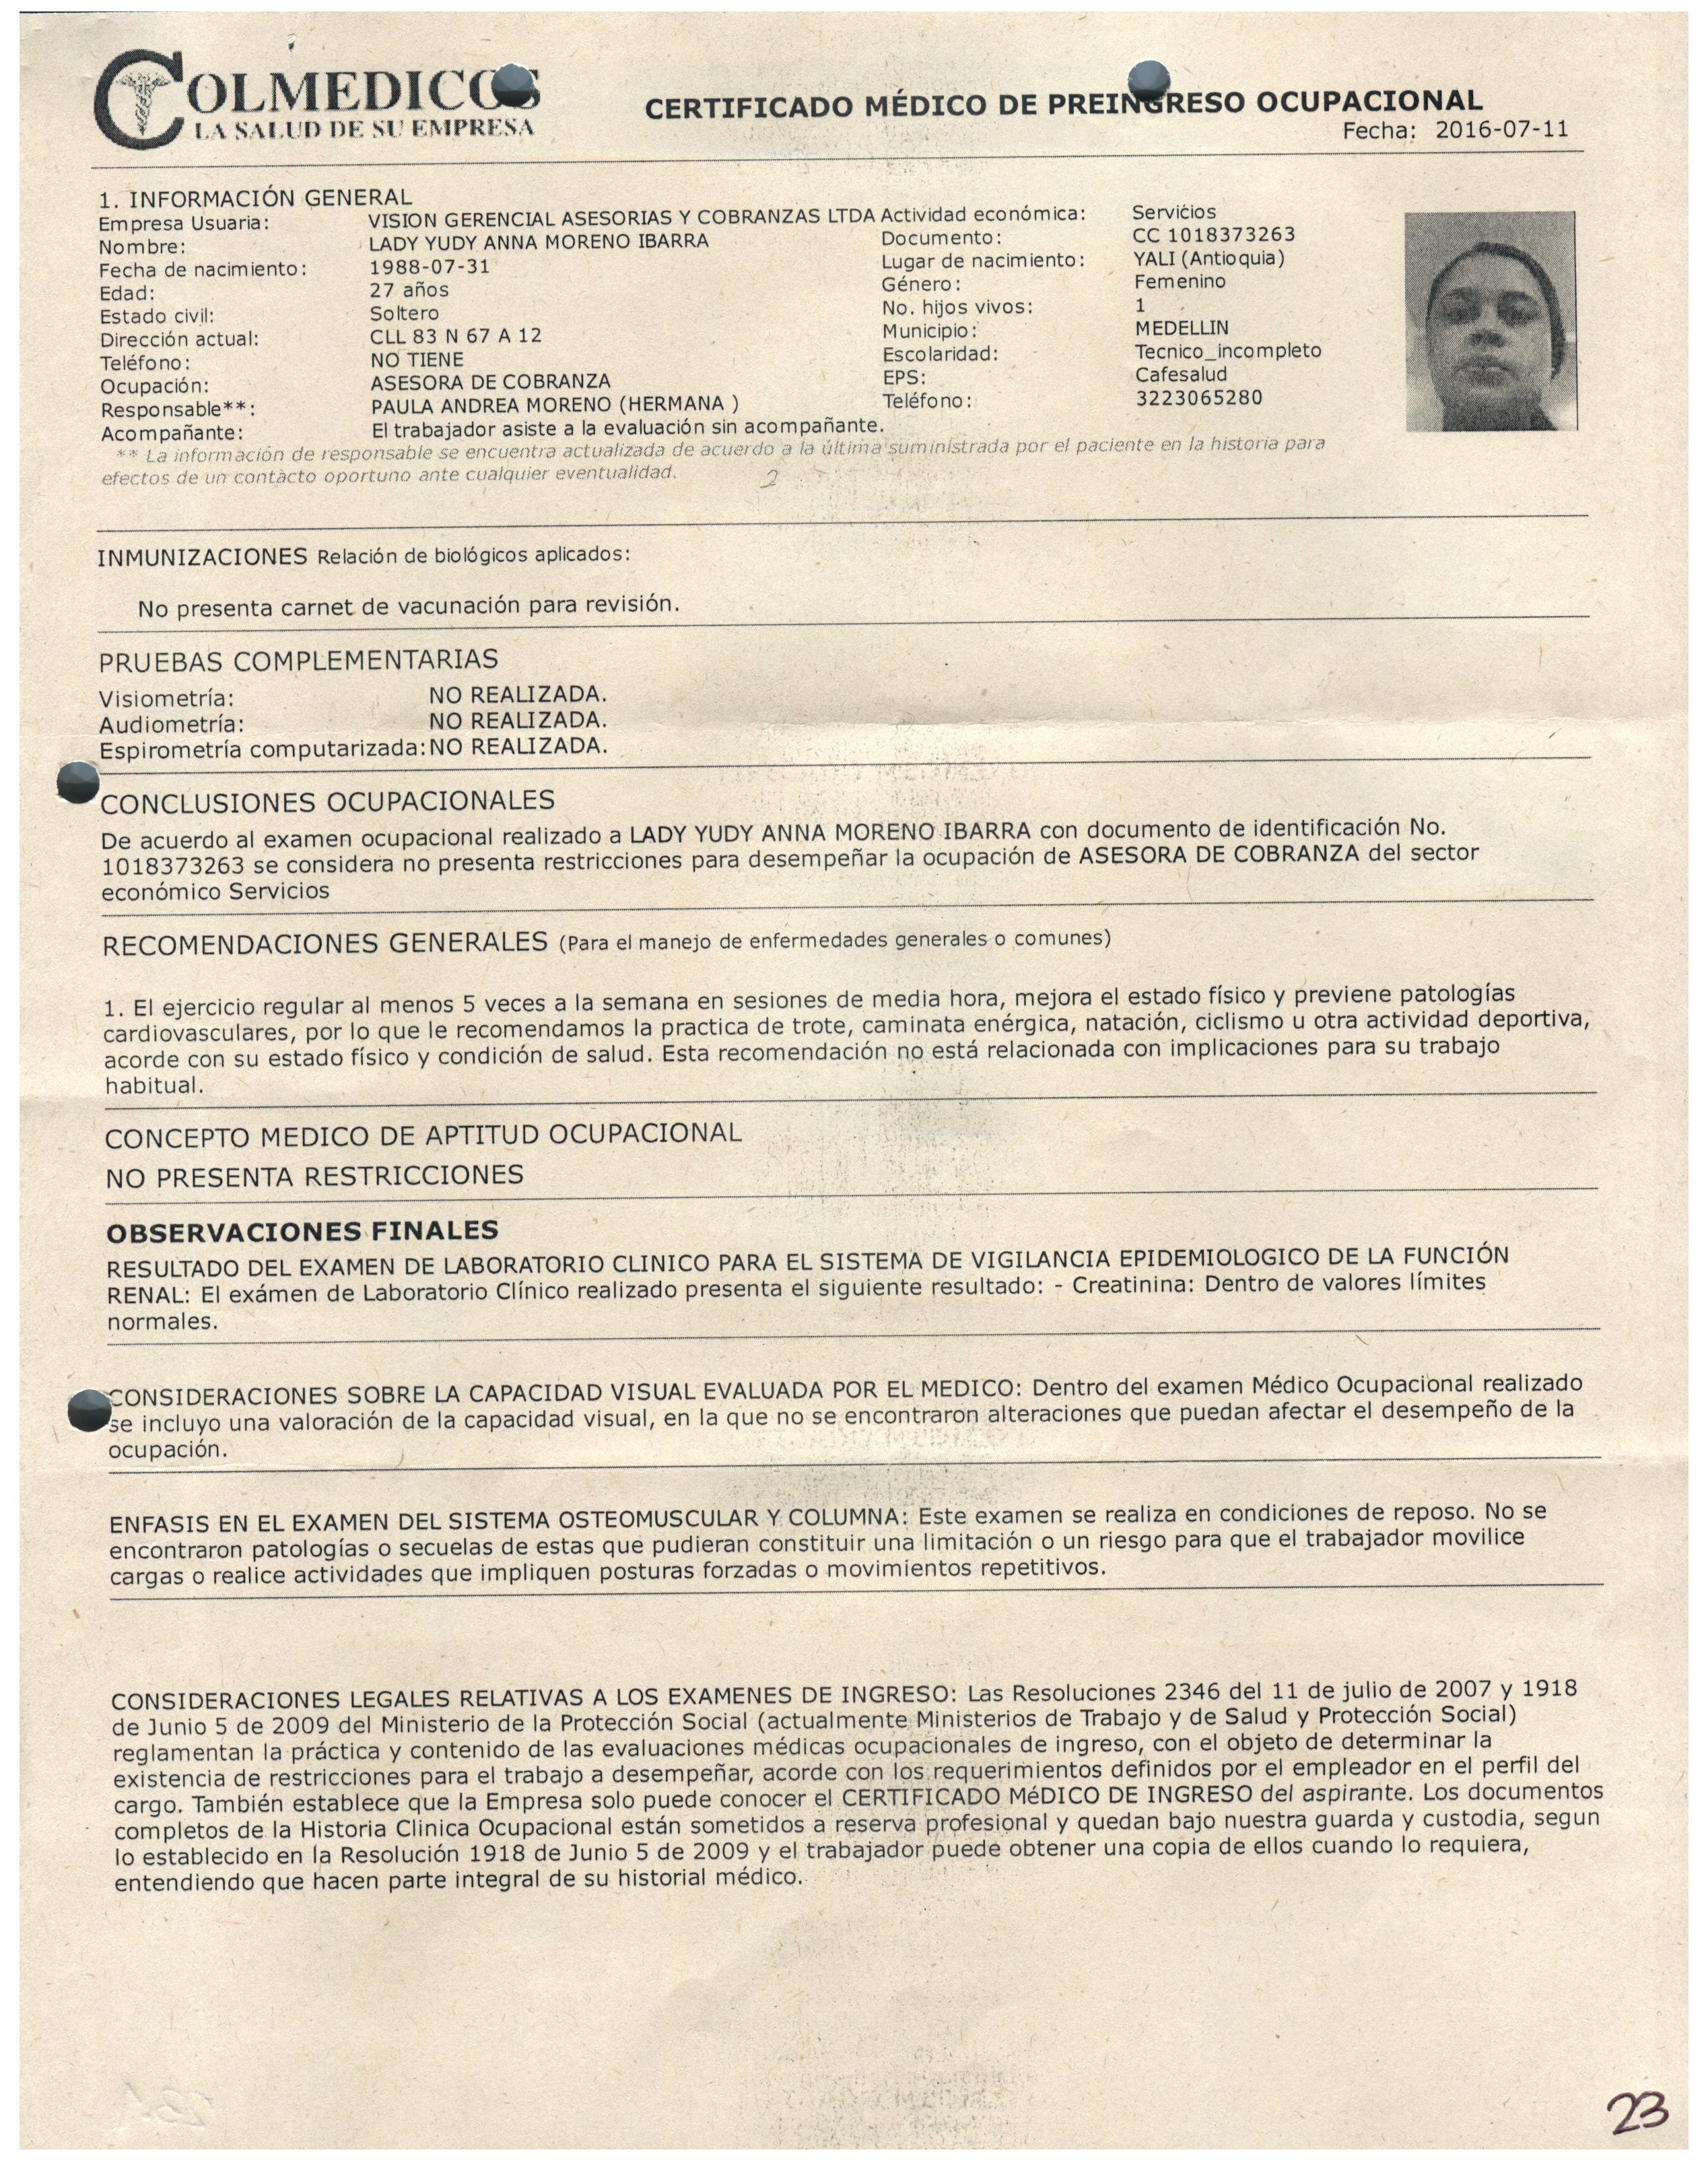 COLMEDICOS
LA SALUD DE SU EMPRESA
CERTIFICADO MÉDICO DE PREINGRESO OCUPACIONAL
Fecha: 2016-07-11
1. INFORMACIÓN GENERAL
Empresa Usuaria: VISION GERENCIAL ASESORIAS Y COBRANZAS LTDA Actividad económica: Servicios
Nombre: LADY YUDY ANNA MORENO IBARRA Documento: CC 1018373263
Fecha de nacimiento: 1988-07-31 Lugar de nacimiento: YALI (Antioquia)
Edad: 27 años Género: Femenino
Estado civil: Soltero No. hijos vivos: 1
Dirección actual: CLL 83 N 67 A 12 Municipio: MEDELLIN
Teléfono: NO TIENE Escolaridad: Tecnico_incompleto
Ocupación: ASESORA DE COBRANZA EPS: Cafesalud
Responsable**: PAULA ANDREA MORENO (HERMANA ) Teléfono: 3223065280
Acompañante: El trabajador asiste a la evaluación sin acompañante.
** La información de responsable se encuentra actualizada de acuerdo a la última suministrada por el paciente en la historia para
efectos de un contacto oportuno ante cualquier eventualidad.
2
INMUNIZACIONES Relación de biológicos aplicados:
No presenta carnet de vacunación para revisión.
PRUEBAS COMPLEMENTARIAS
Visiometría: NO REALIZADA.
Audiometría: NO REALIZADA.
Espirometría computarizada: NO REALIZADA.
CONCLUSIONES OCUPACIONALES
De acuerdo al examen ocupacional realizado a LADY YUDY ANNA MORENO IBARRA con documento de identificación No.
1018373263 se considera no presenta restricciones para desempeñar la ocupación de ASESORA DE COBRANZA del sector
económico Servicios
RECOMENDACIONES GENERALES (Para el manejo de enfermedades generales o comunes)
1. El ejercicio regular al menos 5 veces a la semana en sesiones de media hora, mejora el estado físico y previene patologías
cardiovasculares, por lo que le recomendamos la practica de trote, caminata enérgica, natación, ciclismo u otra actividad deportiva,
acorde con su estado físico y condición de salud. Esta recomendación no está relacionada con implicaciones para su trabajo
habitual.
CONCEPTO MEDICO DE APTITUD OCUPACIONAL
NO PRESENTA RESTRICCIONES
OBSERVACIONES FINALES
RESULTADO DEL EXAMEN DE LABORATORIO CLINICO PARA EL SISTEMA DE VIGILANCIA EPIDEMIOLOGICO DE LA FUNCIÓN
RENAL: El exámen de Laboratorio Clínico realizado presenta el siguiente resultado: - Creatinina: Dentro de valores límites
normales.
CONSIDERACIONES SOBRE LA CAPACIDAD VISUAL EVALUADA POR EL MEDICO: Dentro del examen Médico Ocupacional realizado
se incluyo una valoración de la capacidad visual, en la que no se encontraron alteraciones que puedan afectar el desempeño de la
ocupación.
ENFASIS EN EL EXAMEN DEL SISTEMA OSTEOMUSCULAR Y COLUMNA: Este examen se realiza en condiciones de reposo. No se
encontraron patologías o secuelas de estas que pudieran constituir una limitación o un riesgo para que el trabajador movilice
cargas o realice actividades que impliquen posturas forzadas o movimientos repetitivos.
CONSIDERACIONES LEGALES RELATIVAS A LOS EXAMENES DE INGRESO: Las Resoluciones 2346 del 11 de julio de 2007 y 1918
de Junio 5 de 2009 del Ministerio de la Protección Social (actualmente Ministerios de Trabajo y de Salud y Protección Social)
reglamentan la práctica y contenido de las evaluaciones médicas ocupacionales de ingreso, con el objeto de determinar la
existencia de restricciones para el trabajo a desempeñar, acorde con los requerimientos definidos por el empleador en el perfil del
cargo. También establece que la Empresa solo puede conocer el CERTIFICADO MéDICO DE INGRESO del aspirante. Los documentos
completos de la Historia Clinica Ocupacional están sometidos a reserva profesional y quedan bajo nuestra guarda y custodia, segun
lo establecido en la Resolución 1918 de Junio 5 de 2009 y el trabajador puede obtener una copia de ellos cuando lo requiera,
entendiendo que hacen parte integral de su historial médico.
23